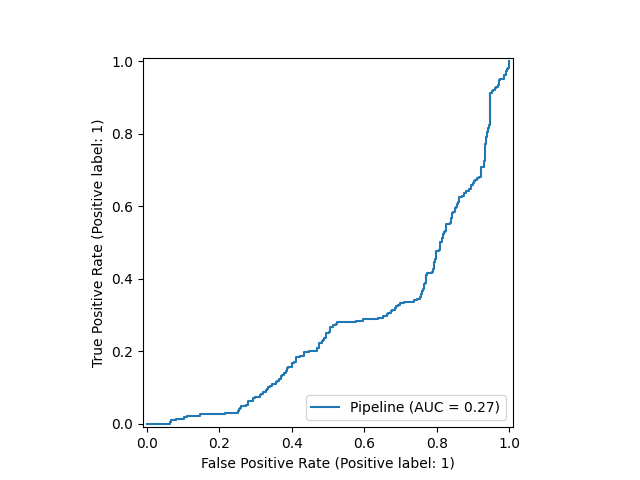 1.0
0.8
0.6
0.4
0.2
0.0
True Positive Rate (Positive label: 1)
Pipeline (AUC = 0.27)
0.0 0.2 0.4 0.6 0.8 1.0
False Positive Rate (Positive label: 1)